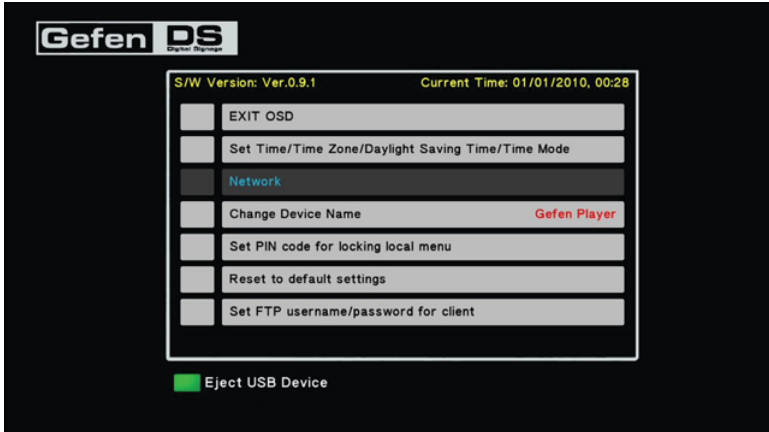 Gefen DS
Digital Signage
S/W Version: Ver.0.9.1 Current Time: 01/01/2010, 00:28
EXIT OSD
Set Time/Time Zone/Daylight Saving Time/Time Mode
Network
Change Device Name Gefen Player
Set PIN code for locking local menu
Reset to default settings
Set FTP username/password for client
Eject USB Device